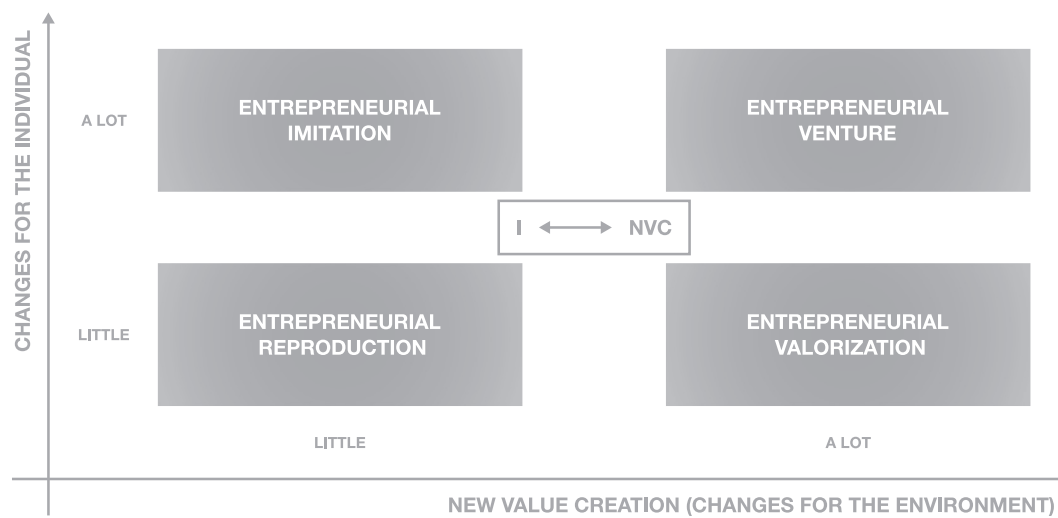 CHANGES FOR THE INDIVIDUAL
A LOT
ENTREPRENEURIAL
IMITATION
ENTREPRENEURIAL
VENTURE
I NVC
LITTLE
ENTREPRENEURIAL
REPRODUCTION
ENTREPRENEURIAL
VALORIZATION
LITTLE
A LOT
NEW VALUE CREATION (CHANGES FOR THE ENVIRONMENT)